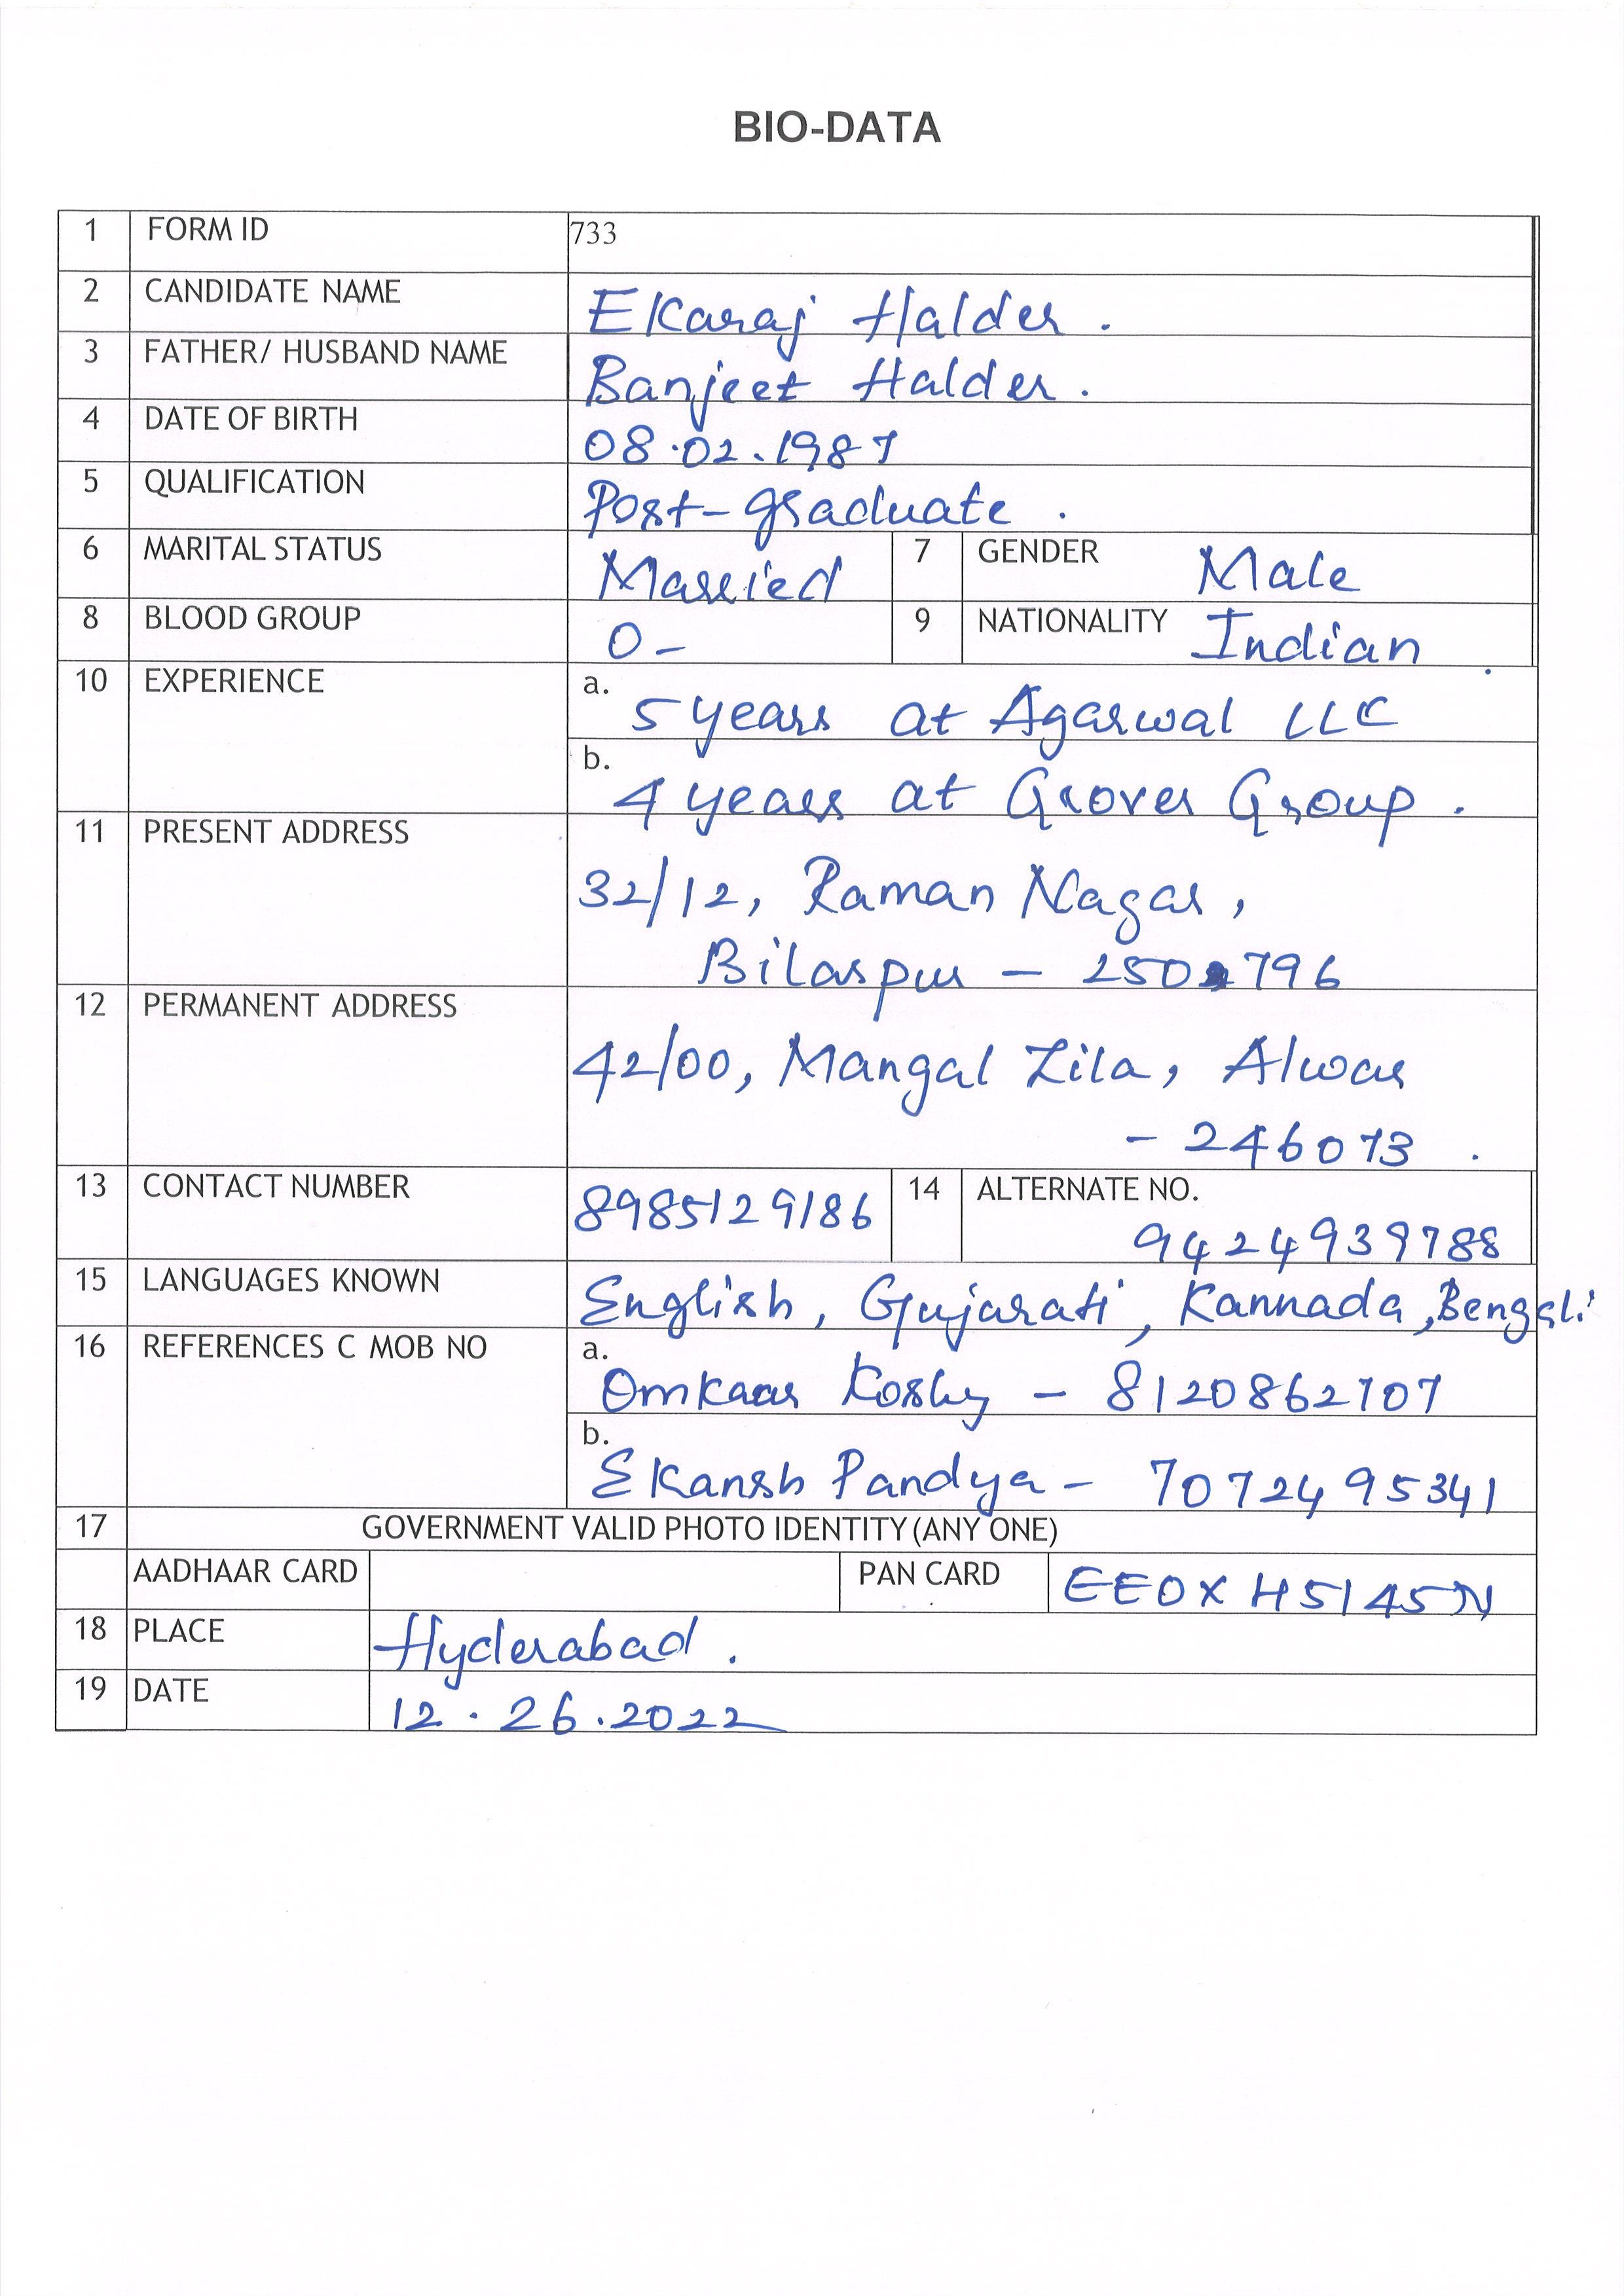 BIO-DATA
1 FORM ID 733
2 CANDIDATE NAME Ekaraj Halder .
3 FATHER/ HUSBAND NAME Banjeet Halder .
4 DATE OF BIRTH 08.02.1987
5 QUALIFICATION Post-graduate .
6 MARITAL STATUS Married 7 GENDER Male
8 BLOOD GROUP O- 9 NATIONALITY Indian .
10 EXPERIENCE a. 5 years at Agarwal LLC
b. 4 years at Grover Group .
11 PRESENT ADDRESS
32/12, Raman Nagar,
Bilaspur - 250796
12 PERMANENT ADDRESS
42/00, Mangal Zila, Alwar
- 246073 .
13 CONTACT NUMBER 8985129186 14 ALTERNATE NO. 9424939788
15 LANGUAGES KNOWN English, Gujarati, Kannada, Bengali
16 REFERENCES C MOB NO a.
Omkaar Koshy - 8120862707
b.
Ekansh Pandya - 7072495341
17 GOVERNMENT VALID PHOTO IDENTITY (ANY ONE)
AADHAAR CARD PAN CARD EEOXH5145N
18 PLACE Hyderabad .
19 DATE 12.26.2022